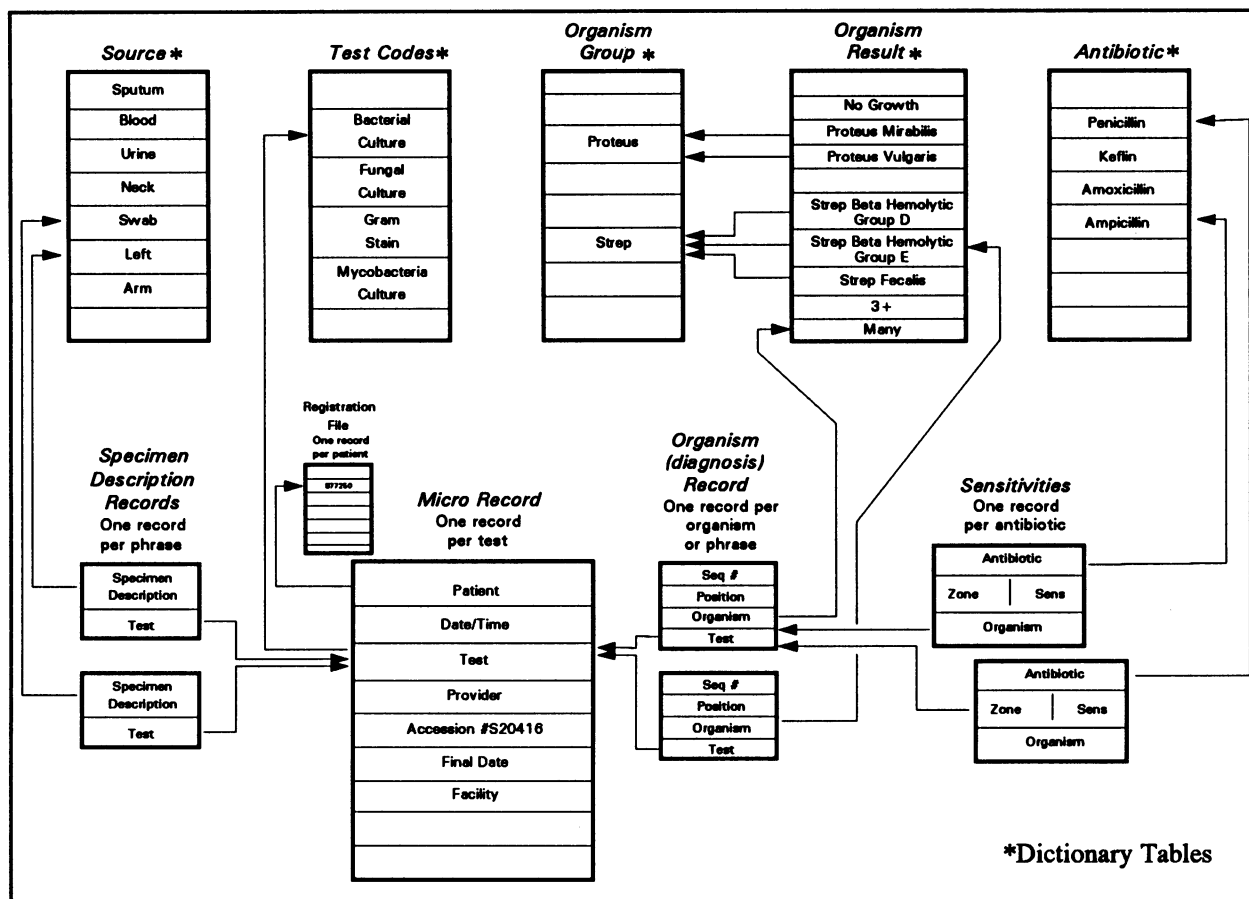 Source*
Sputum
Blood
Urine
Neck
Swab
Left
Arm
Test Codes*
Bacterial
Culture
Fungal
Culture
Gram
Stain
Mycobacteria
Culture
Organism
Group *
Proteus
Strep
Organism
Result *
No Growth
Proteus Mirabilis
Proteus Vulgaris
Strep Beta Hemolytic
Group D
Strep Beta Hemolytic
Group E
Strep Fecalis
3+
Many
Antibiotic*
Penicillin
Keflin
Amoxicillin
Ampicillin
Specimen
Description
Records
One record
per phrase
Specimen
Description
Test
Specimen
Description
Test
Registration
File
One record
per patient
Micro Record
One record
per test
Patient
Date/Time
Test
Provider
Accession #S20416
Final Date
Facility
Organism
(diagnosis)
Record
One record per
organism
or phrase
Seq #
Position
Organism
Test
Seq #
Position
Organism
Test
Sensitivities
One record
per antibiotic
Antibiotic
Zone Sens
Organism
Antibiotic
Zone Sens
Organism
*Dictionary Tables